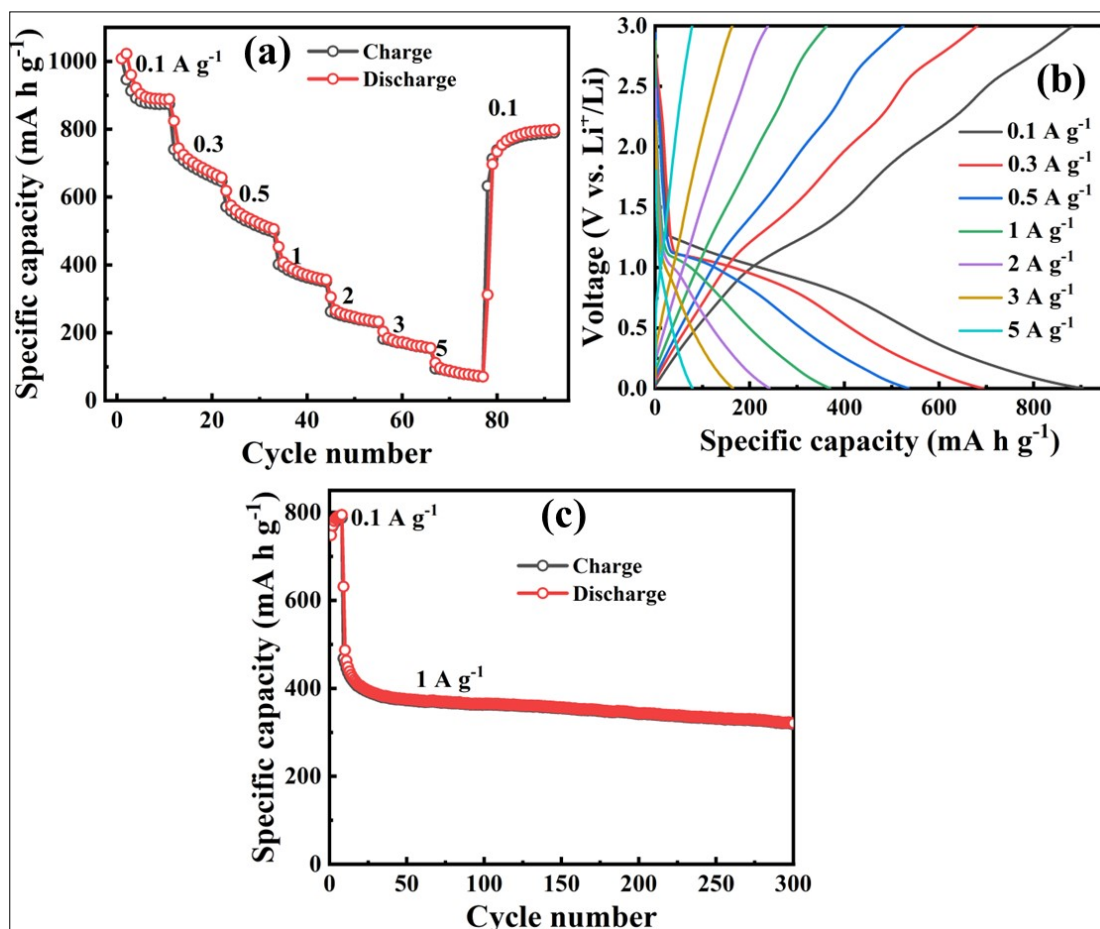 (a)
Charge
Discharge
0.1 A g⁻¹
0.3
0.5
1
2
3
5
0.1
Specific capacity (mA h g⁻¹)
1000
800
600
400
200
0
0 20 40 60 80
Cycle number
(b)
0.1 A g⁻¹
0.3 A g⁻¹
0.5 A g⁻¹
1 A g⁻¹
2 A g⁻¹
3 A g⁻¹
5 A g⁻¹
Voltage (V vs. Li⁺/Li)
3.0
2.5
2.0
1.5
1.0
0.5
0.0
0 200 400 600 800
Specific capacity (mA h g⁻¹)
(c)
0.1 A g⁻¹
Charge
Discharge
1 A g⁻¹
Specific capacity (mA h g⁻¹)
800
600
400
200
0
0 50 100 150 200 250 300
Cycle number